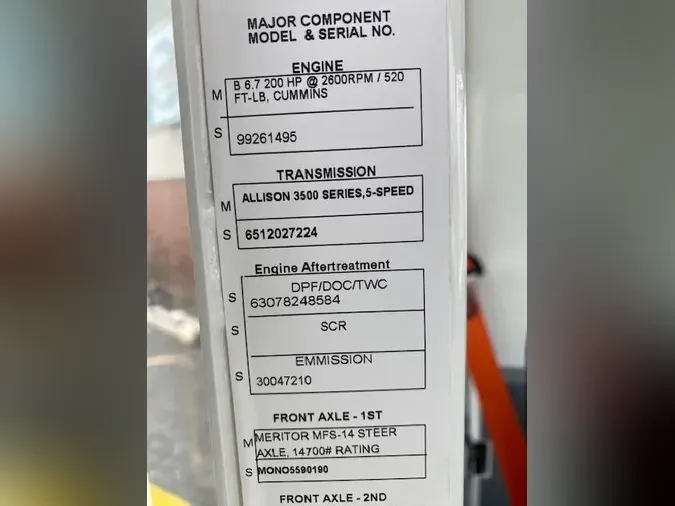 MAJOR COMPONENT
MODEL & SERIAL NO.
ENGINE
M B 6.7 200 HP @ 2600RPM / 520
FT-LB, CUMMINS
S 99261495
TRANSMISSION
M ALLISON 3500 SERIES,5-SPEED
S 6512027224
Engine Aftertreatment
DPF/DOC/TWC
S 63078248584
S SCR
EMMISSION
S 30047210
FRONT AXLE - 1ST
M MERITOR MFS-14 STEER
AXLE, 14700# RATING
S MONO5590190
FRONT AXLE - 2ND